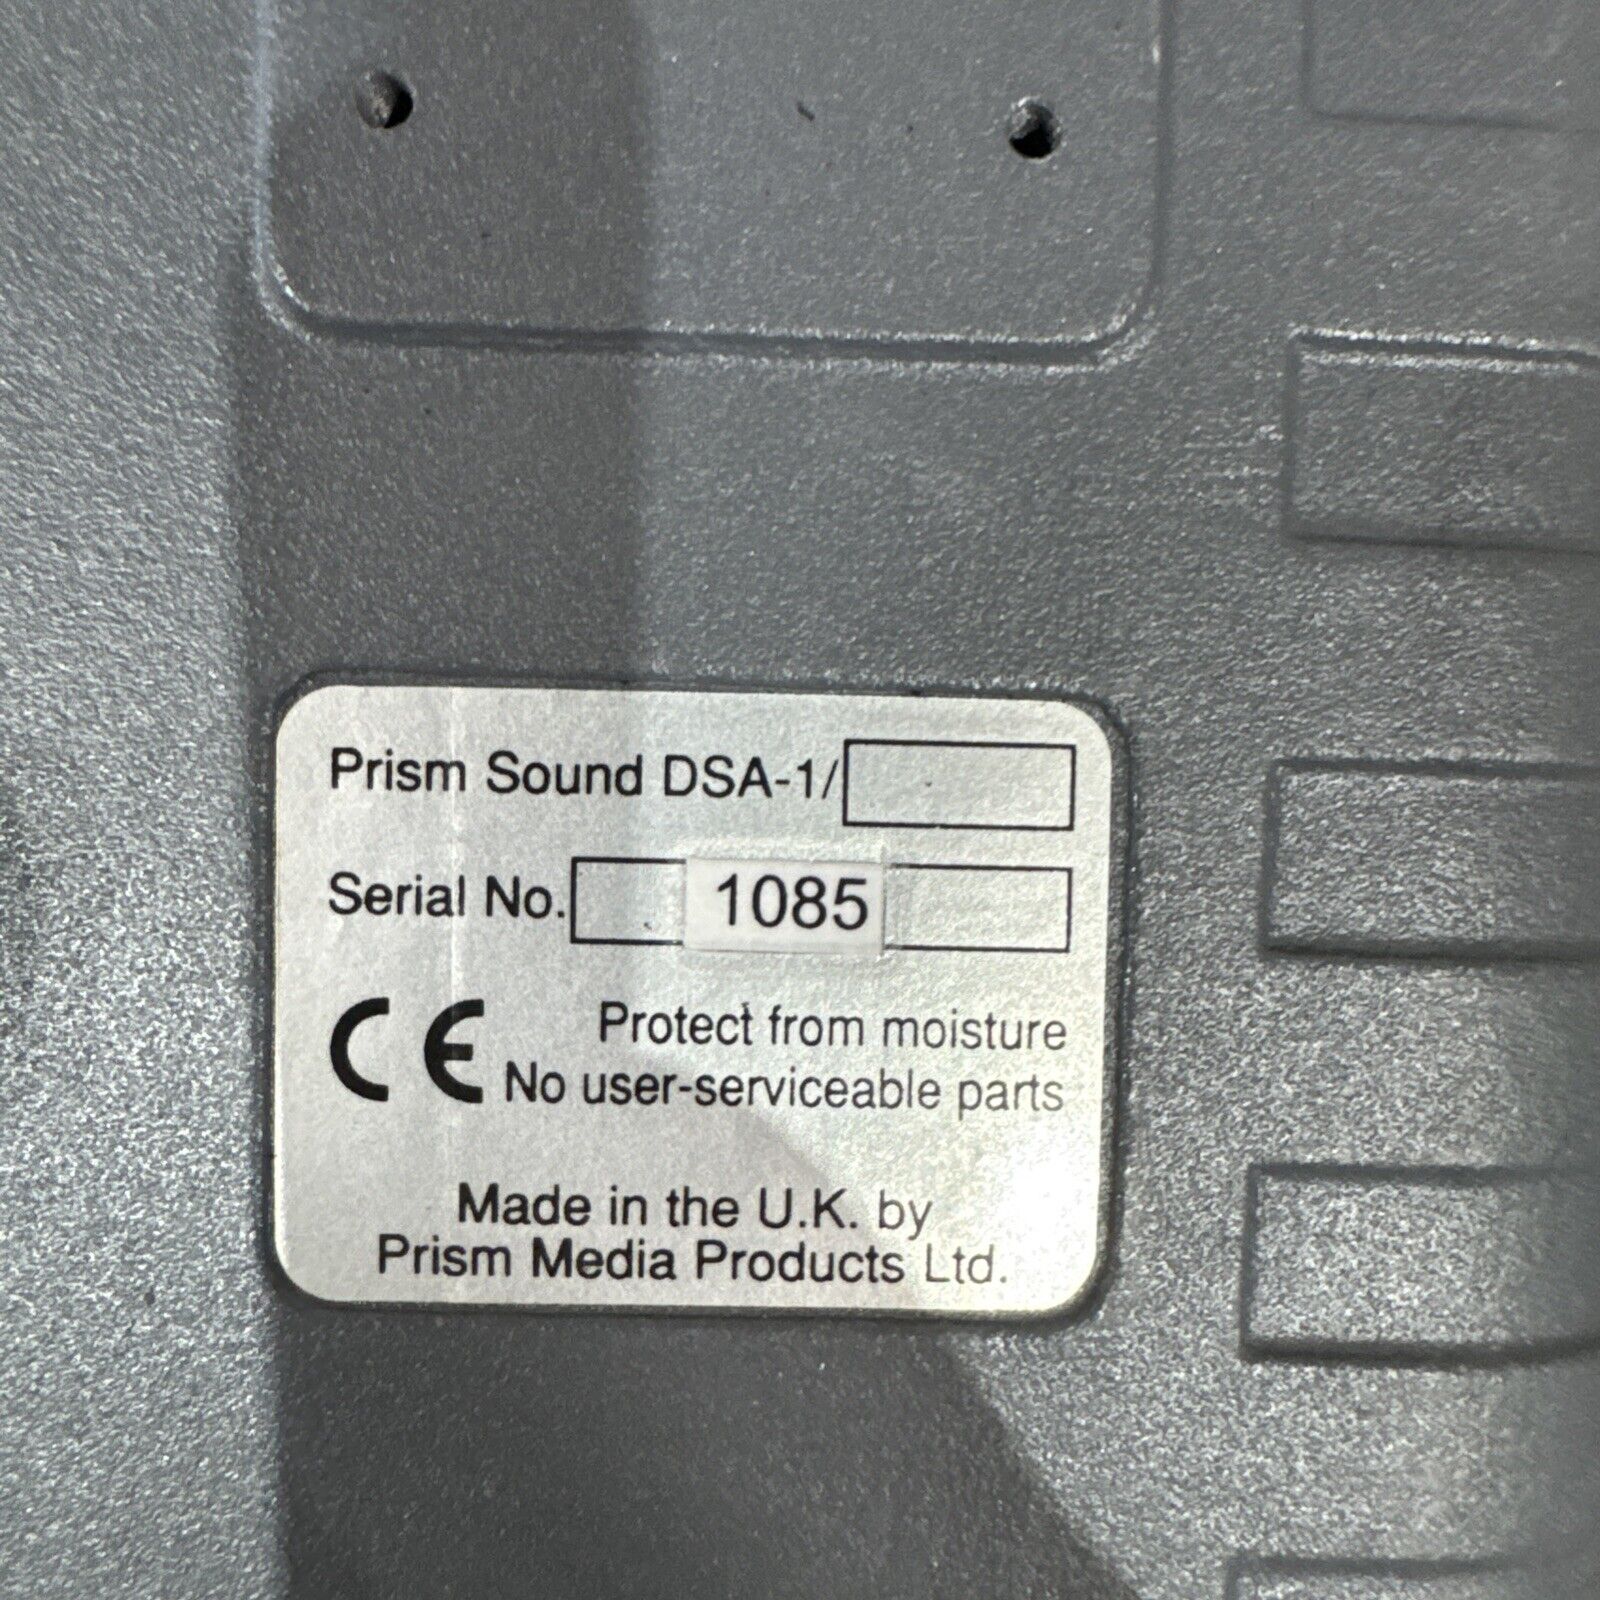 Prism Sound DSA-1/
Serial No. 1085
CE Protect from moisture
No user-serviceable parts
Made in the U.K. by
Prism Media Products Ltd.